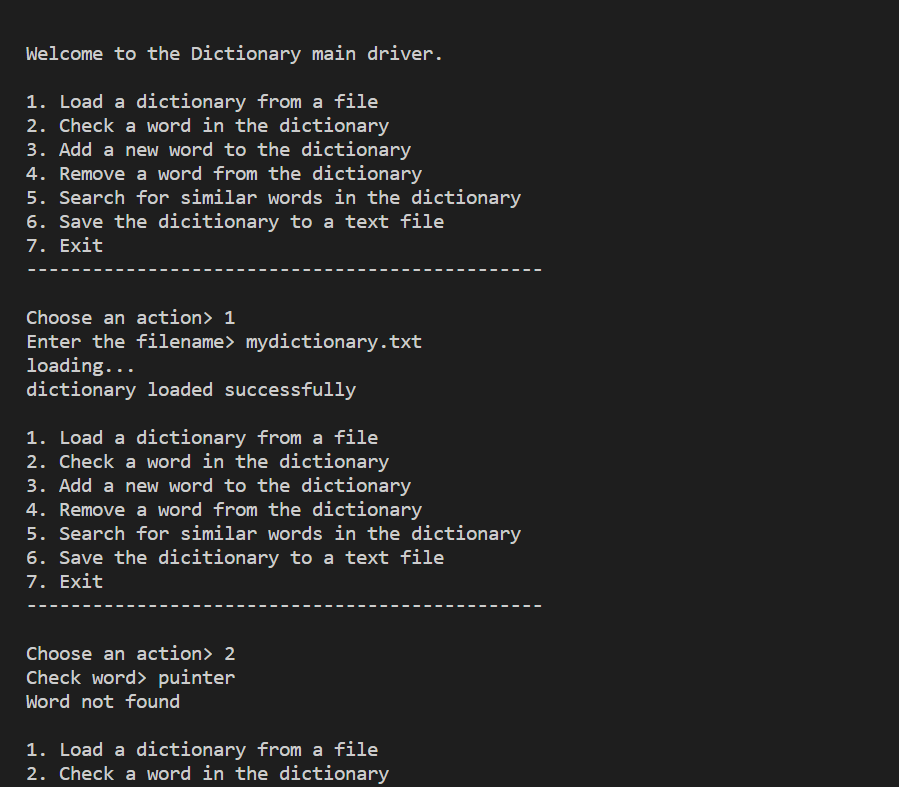 Welcome to the Dictionary main driver.
1. Load a dictionary from a file
2. Check a word in the dictionary
3. Add a new word to the dictionary
4. Remove a word from the dictionary
5. Search for similar words in the dictionary
6. Save the dicitionary to a text file
7. Exit
-----------------------------------------------
Choose an action> 1
Enter the filename> mydictionary.txt
loading...
dictionary loaded successfully
1. Load a dictionary from a file
2. Check a word in the dictionary
3. Add a new word to the dictionary
4. Remove a word from the dictionary
5. Search for similar words in the dictionary
6. Save the dicitionary to a text file
7. Exit
-----------------------------------------------
Choose an action> 2
Check word> puinter
Word not found
1. Load a dictionary from a file
2. Check a word in the dictionary